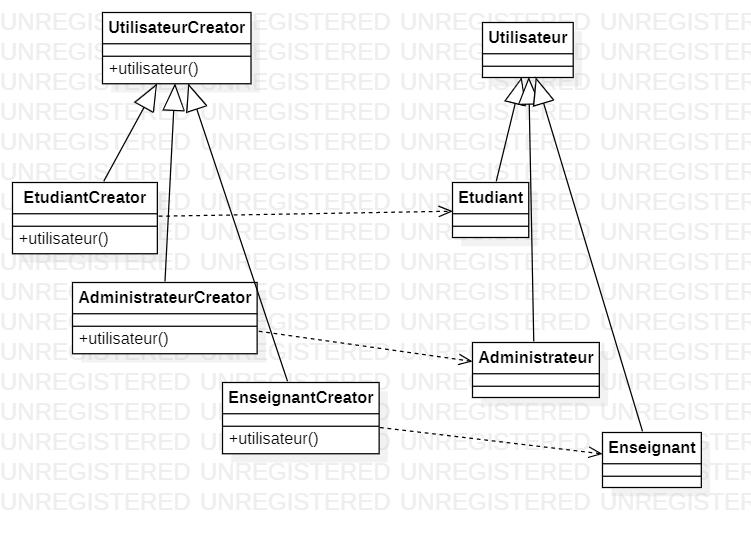 UtilisateurCreator
+utilisateur()
Utilisateur
EtudiantCreator
+utilisateur()
Etudiant
AdministrateurCreator
+utilisateur()
Administrateur
EnseignantCreator
+utilisateur()
Enseignant
UNREGISTERED UNREGISTERED UNREGISTERED UNREGISTERED